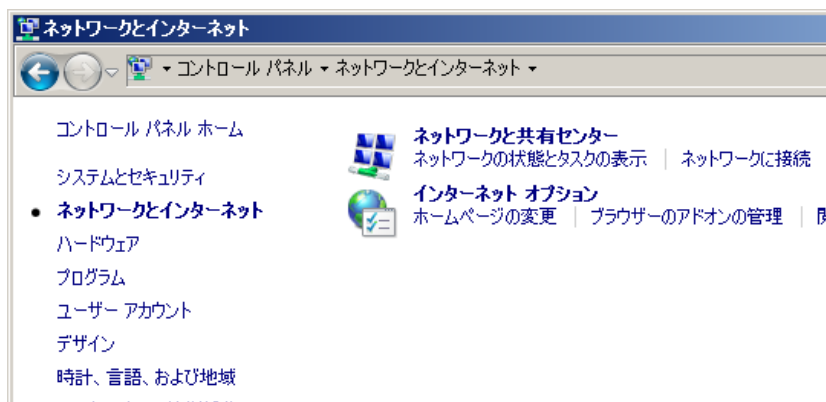 ネットワークとインターネット
コントロール パネル ネットワークとインターネット
コントロール パネル ホーム
システムとセキュリティ
ネットワークとインターネット
ハードウェア
プログラム
ユーザー アカウント
デザイン
時計、言語、および地域
ネットワークと共有センター
ネットワークの状態とタスクの表示 ネットワークに接続
インターネット オプション
ホームページの変更 ブラウザーのアドオンの管理